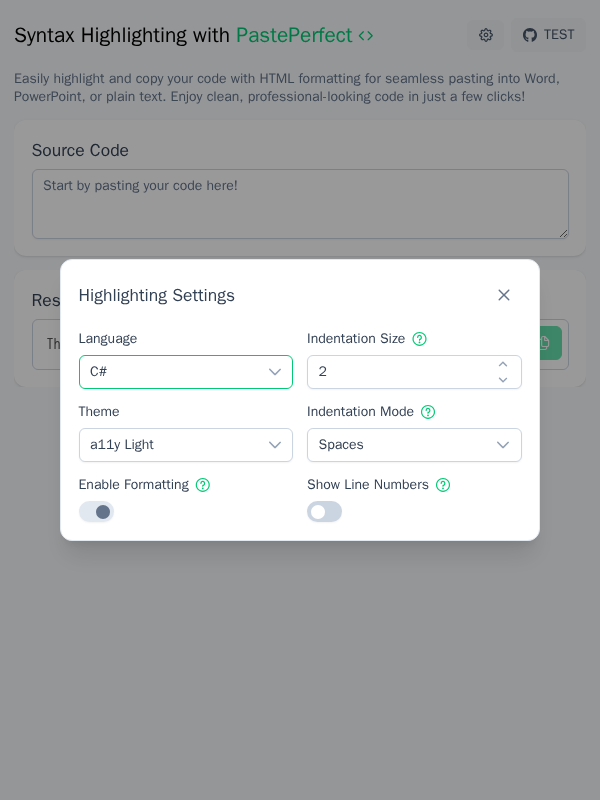 Syntax Highlighting with PastePerfect
TEST
Easily highlight and copy your code with HTML formatting for seamless pasting into Word,
PowerPoint, or plain text. Enjoy clean, professional-looking code in just a few clicks!
Source Code
Start by pasting your code here!
Res
Th
Highlighting Settings
Language
Indentation Size
C#
2
Theme
Indentation Mode
a11y Light
Spaces
Enable Formatting
Show Line Numbers